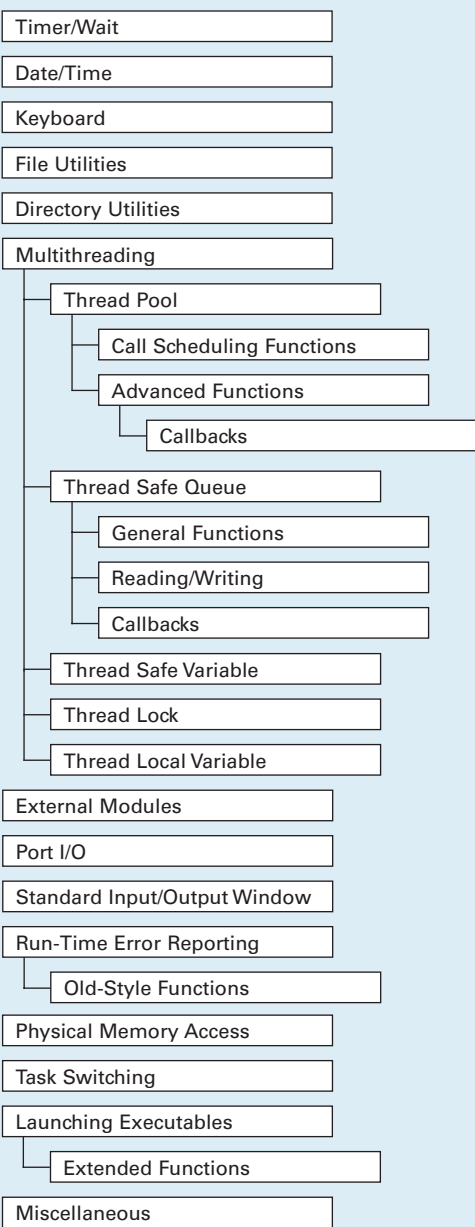 Timer/Wait
Date/Time
Keyboard
File Utilities
Directory Utilities
Multithreading
Thread Pool
Call Scheduling Functions
Advanced Functions
Callbacks
Thread Safe Queue
General Functions
Reading/Writing
Callbacks
Thread Safe Variable
Thread Lock
Thread Local Variable
External Modules
Port I/O
Standard Input/Output Window
Run-Time Error Reporting
Old-Style Functions
Physical Memory Access
Task Switching
Launching Executables
Extended Functions
Miscellaneous